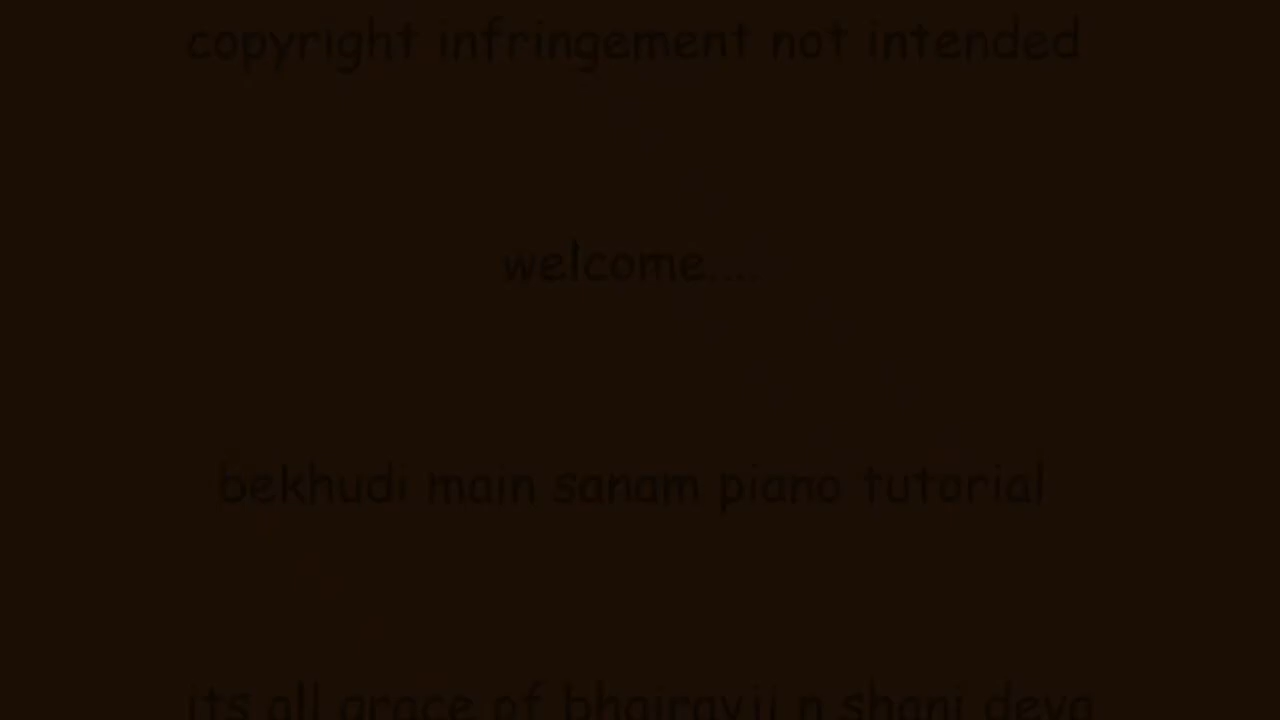 copyright infringement not intended
welcome....
bekhudi main sanam piano tutorial
its all grace of bhairavji n shani deva